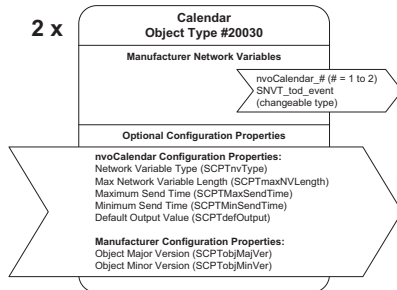 2 x
Calendar
Object Type #20030
Manufacturer Network Variables
nvoCalendar_# (# = 1 to 2)
SNVT_tod_event
(changeable type)
Optional Configuration Properties
nvoCalendar Configuration Properties:
Network Variable Type (SCPTnvType)
Max Network Variable Length (SCPTmaxNVLength)
Maximum Send Time (SCPTMaxSendTime)
Minimum Send Time (SCPTMinSendTime)
Default Output Value (SCPTdefOutput)
Manufacturer Configuration Properties:
Object Major Version (SCPTobjMajVer)
Object Minor Version (SCPTobjMinVer)